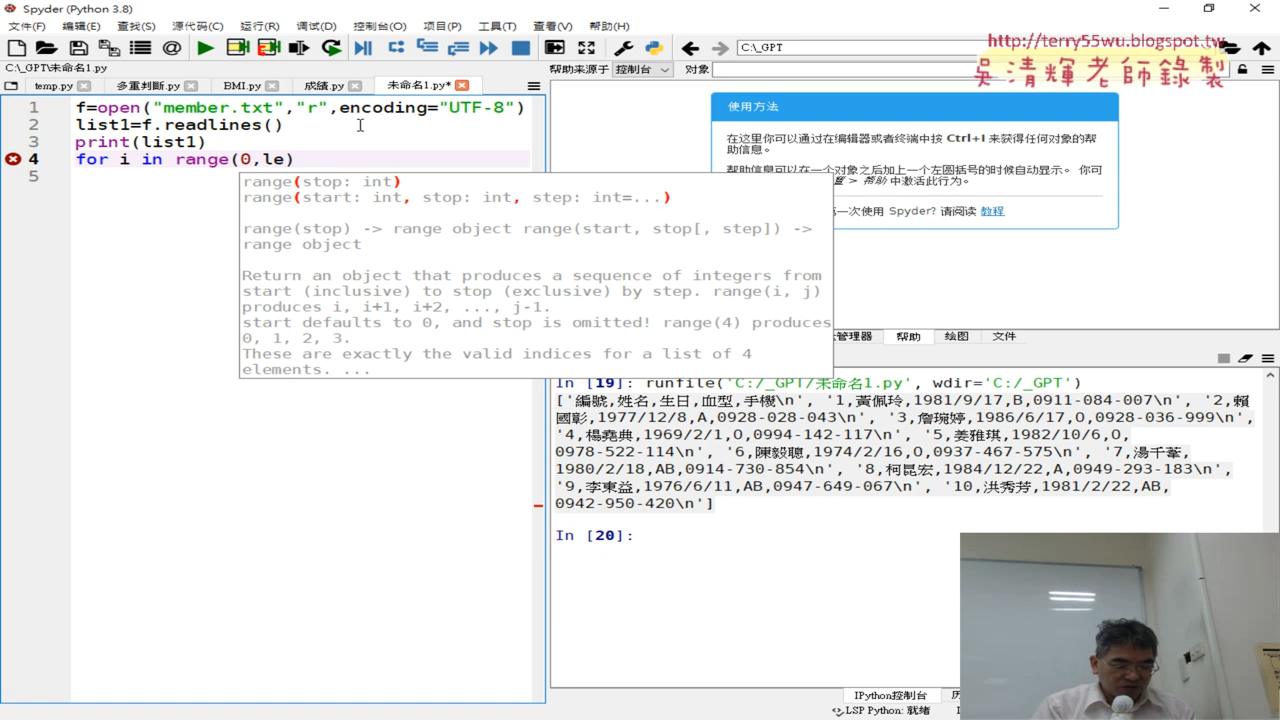 Spyder (Python 3.8)
文件(F) 编辑(E) 查找(S) 源代码(C) 运行(R) 调试(D) 控制台(O) 项目(P) 工具(T) 查看(V) 帮助(H)
C:\_GPT
http://terry55wu.blogspot.tw
吳清輝老師錄製
C:\_GPT\未命名1.py
帮助来源于 控制台 对象
temp.py 多重判斷.py BMI.py 成績.py 未命名1.py*
1 f=open("member.txt","r",encoding="UTF-8")
2 list1=f.readlines()
3 print(list1)
4 for i in range(0,le)
5
range(stop: int)
range(start: int, stop: int, step: int=...)
range(stop) -> range object range(start, stop[, step]) ->
range object
Return an object that produces a sequence of integers from
start (inclusive) to stop (exclusive) by step. range(i, j)
produces i, i+1, i+2, ..., j-1.
start defaults to 0, and stop is omitted! range(4) produces
0, 1, 2, 3.
These are exactly the valid indices for a list of 4
elements. ...
使用方法
在这里你可以通过在编辑器或者终端中按 Ctrl+I 来获得任何对象的帮
助信息。
帮助信息可以在一个对象之后加上一个左圆括号的时候自动显示。 你可
> 帮助 中激活此行为。
一次使用 Spyder? 请阅读 教程
管理器 帮助 绘图 文件
In [19]: runfile('C:/_GPT/未命名1.py', wdir='C:/_GPT')
['編號,姓名,生日,血型,手機\n', '1,黃佩玲,1981/9/17,B,0911-084-007\n', '2,賴
國彰,1977/12/8,A,0928-028-043\n', '3,詹琬婷,1986/6/17,O,0928-036-999\n',
'4,楊堯典,1969/2/1,O,0994-142-117\n', '5,姜雅琪,1982/10/6,O,
0978-522-114\n', '6,陳毅聰,1974/2/16,O,0937-467-575\n', '7,湯千葦,
1980/2/18,AB,0914-730-854\n', '8,柯昆宏,1984/12/22,A,0949-293-183\n',
'9,李東益,1976/6/11,AB,0947-649-067\n', '10,洪秀芳,1981/2/22,AB,
0942-950-420\n']
In [20]:
IPython控制台
LSP Python: 就绪